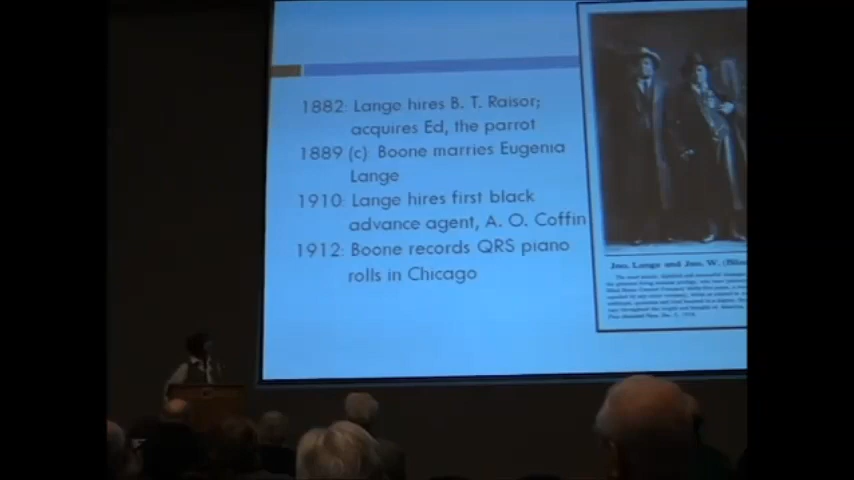 1882: Lange hires B. T. Raisor;
acquires Ed, the parrot
1889 (c): Boone marries Eugenia
Lange
1910: Lange hires first black
advance agent, A. O. Coffin
1912: Boone records QRS piano
rolls in Chicago
Jno. Lange and Jno. W. (Blin